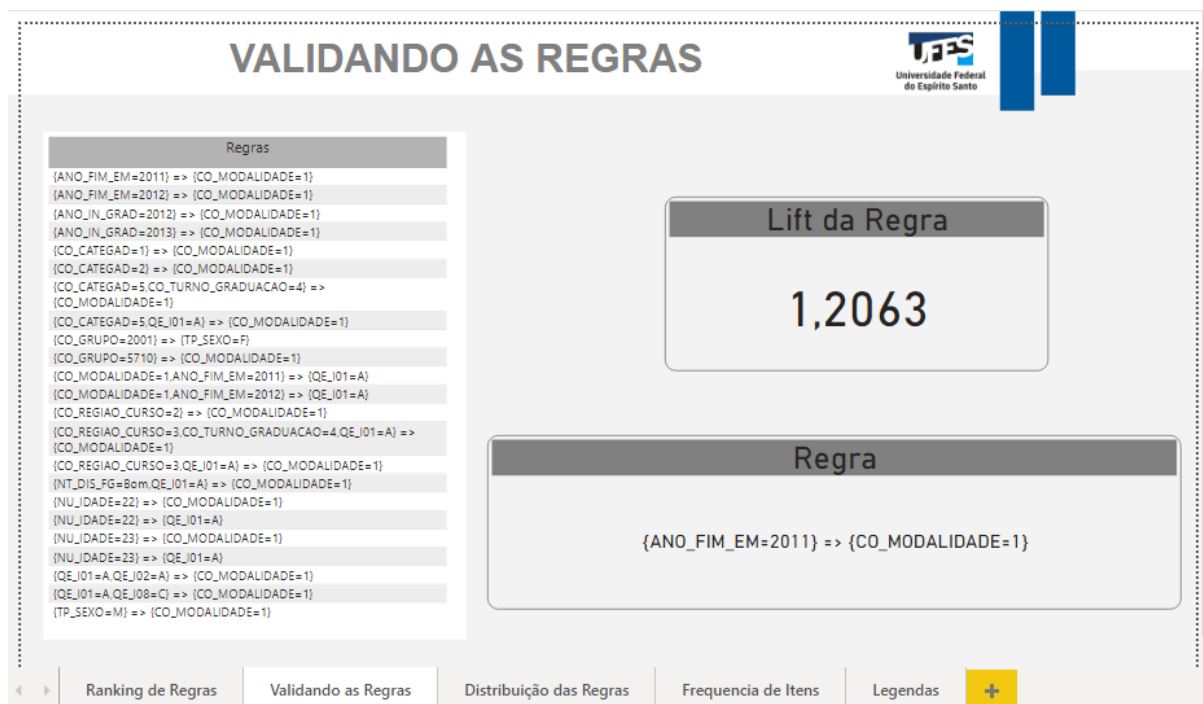 VALIDANDO AS REGRAS
UFES
Universidade Federal
do Espírito Santo
Regras
{ANO_FIM_EM=2011} => {CO_MODALIDADE=1}
{ANO_FIM_EM=2012} => {CO_MODALIDADE=1}
{ANO_IN_GRAD=2012} => {CO_MODALIDADE=1}
{ANO_IN_GRAD=2013} => {CO_MODALIDADE=1}
{CO_CATEGAD=1} => {CO_MODALIDADE=1}
{CO_CATEGAD=2} => {CO_MODALIDADE=1}
{CO_CATEGAD=5,CO_TURNO_GRADUACAO=4} =>
{CO_MODALIDADE=1}
{CO_CATEGAD=5,QE_I01=A} => {CO_MODALIDADE=1}
{CO_GRUPO=2001} => {TP_SEXO=F}
{CO_GRUPO=5710} => {CO_MODALIDADE=1}
{CO_MODALIDADE=1,ANO_FIM_EM=2011} => {QE_I01=A}
{CO_MODALIDADE=1,ANO_FIM_EM=2012} => {QE_I01=A}
{CO_REGIAO_CURSO=2} => {CO_MODALIDADE=1}
{CO_REGIAO_CURSO=3,CO_TURNO_GRADUACAO=4,QE_I01=A} =>
{CO_MODALIDADE=1}
{CO_REGIAO_CURSO=3,QE_I01=A} => {CO_MODALIDADE=1}
{NT_DIS_FG=Bom,QE_I01=A} => {CO_MODALIDADE=1}
{NU_IDADE=22} => {CO_MODALIDADE=1}
{NU_IDADE=22} => {QE_I01=A}
{NU_IDADE=23} => {CO_MODALIDADE=1}
{NU_IDADE=23} => {QE_I01=A}
{QE_I01=A,QE_I02=A} => {CO_MODALIDADE=1}
{QE_I01=A,QE_I08=C} => {CO_MODALIDADE=1}
{TP_SEXO=M} => {CO_MODALIDADE=1}
Lift da Regra
1,2063
Regra
{ANO_FIM_EM=2011} => {CO_MODALIDADE=1}
Ranking de Regras
Validando as Regras
Distribuição das Regras
Frequencia de Itens
Legendas